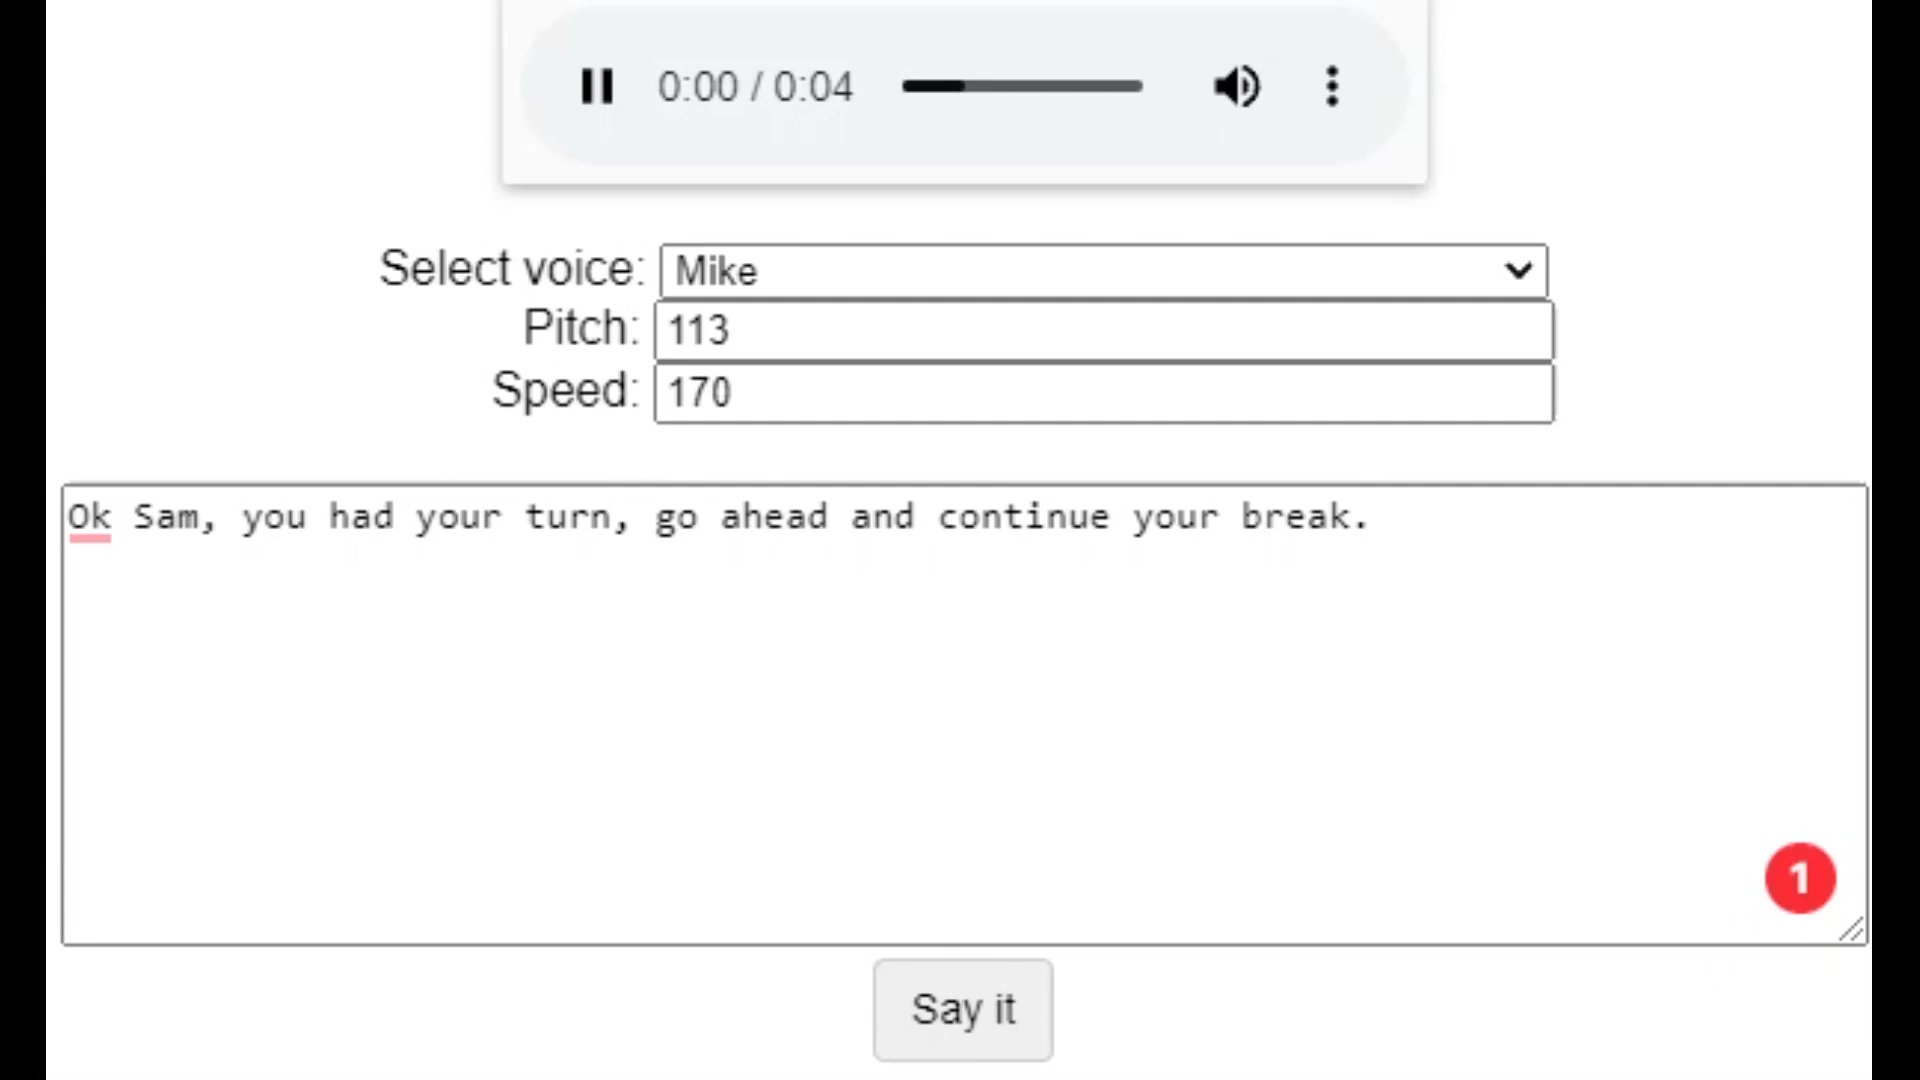 0:00 / 0:04
Select voice: Mike
Pitch: 113
Speed: 170
Ok Sam, you had your turn, go ahead and continue your break.
1
Say it